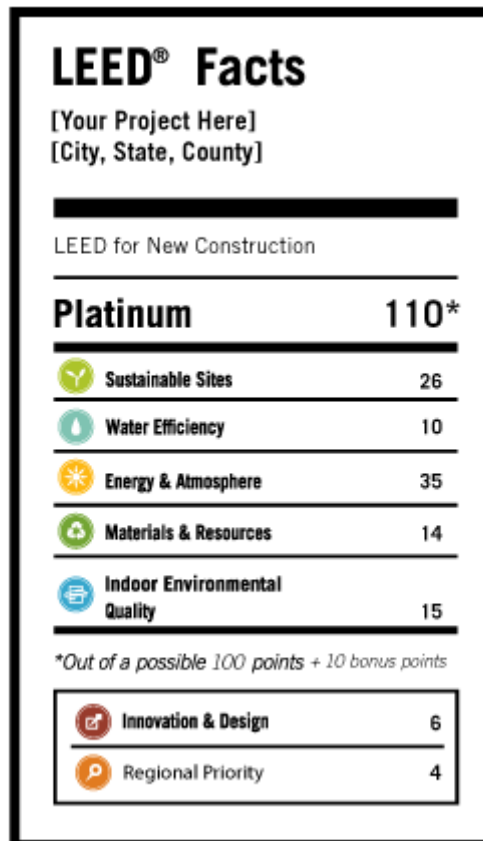 LEED® Facts
[Your Project Here]
[City, State, County]
LEED for New Construction
Platinum 110*
Sustainable Sites 26
Water Efficiency 10
Energy & Atmosphere 35
Materials & Resources 14
Indoor Environmental
Quality 15
*Out of a possible 100 points + 10 bonus points
Innovation & Design 6
Regional Priority 4